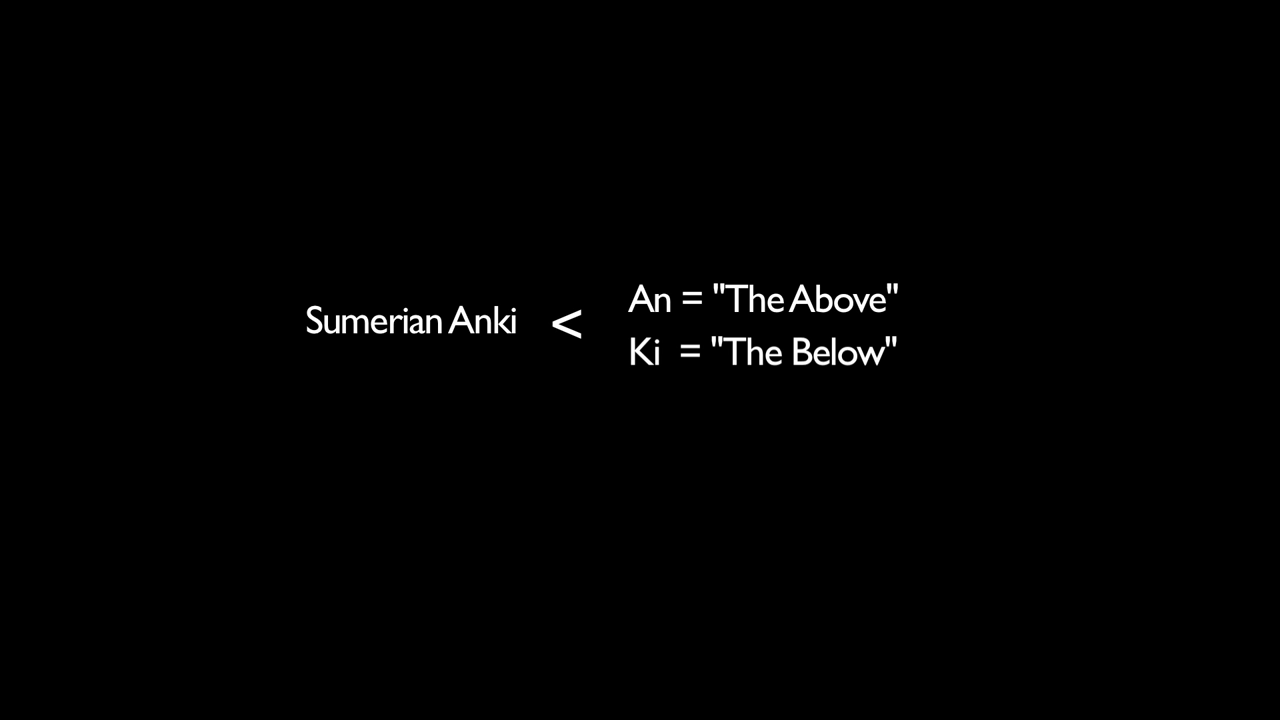 Sumerian Anki <
An = "The Above"
Ki = "The Below"